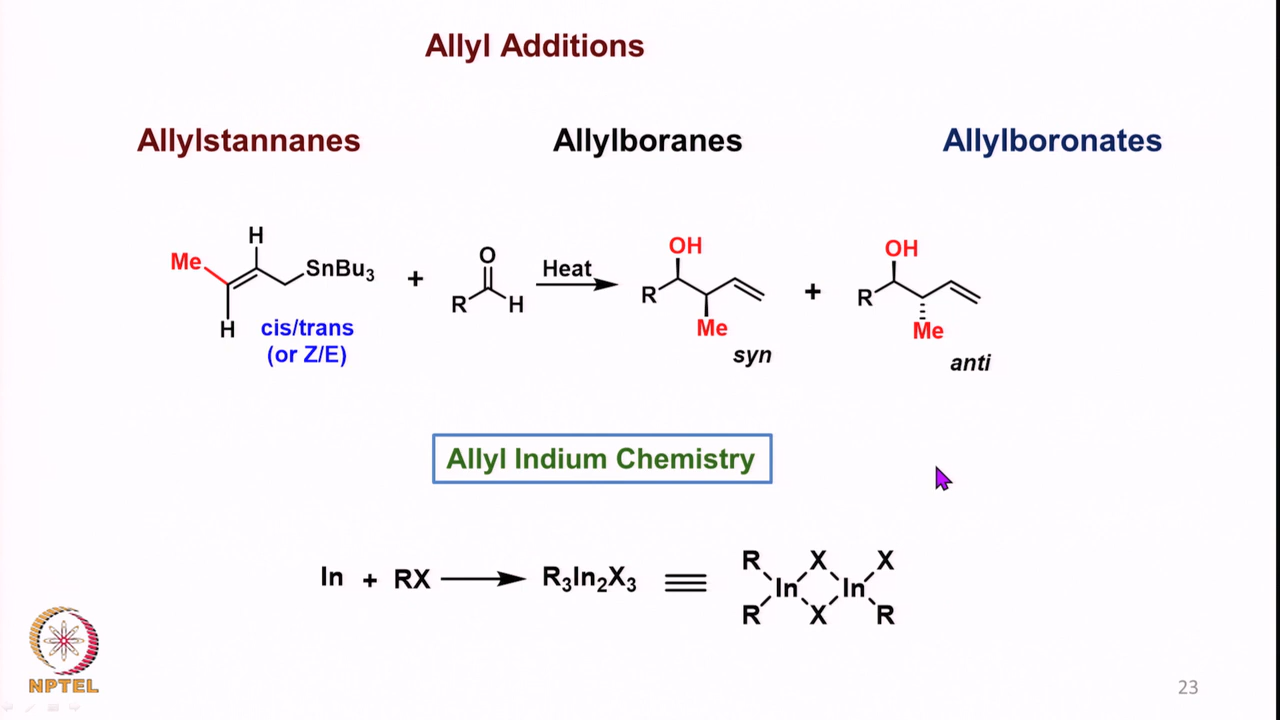 Allyl Additions
Allylstannanes Allylboranes Allylboronates
H
Me SnBu₃ + O R H Heat OH R Me + OH R Me
H cis/trans
(or Z/E)
syn
anti
Allyl Indium Chemistry
In + RX R₃In₂X₃ ≡ R X X
In In
R X R
NPTEL
23